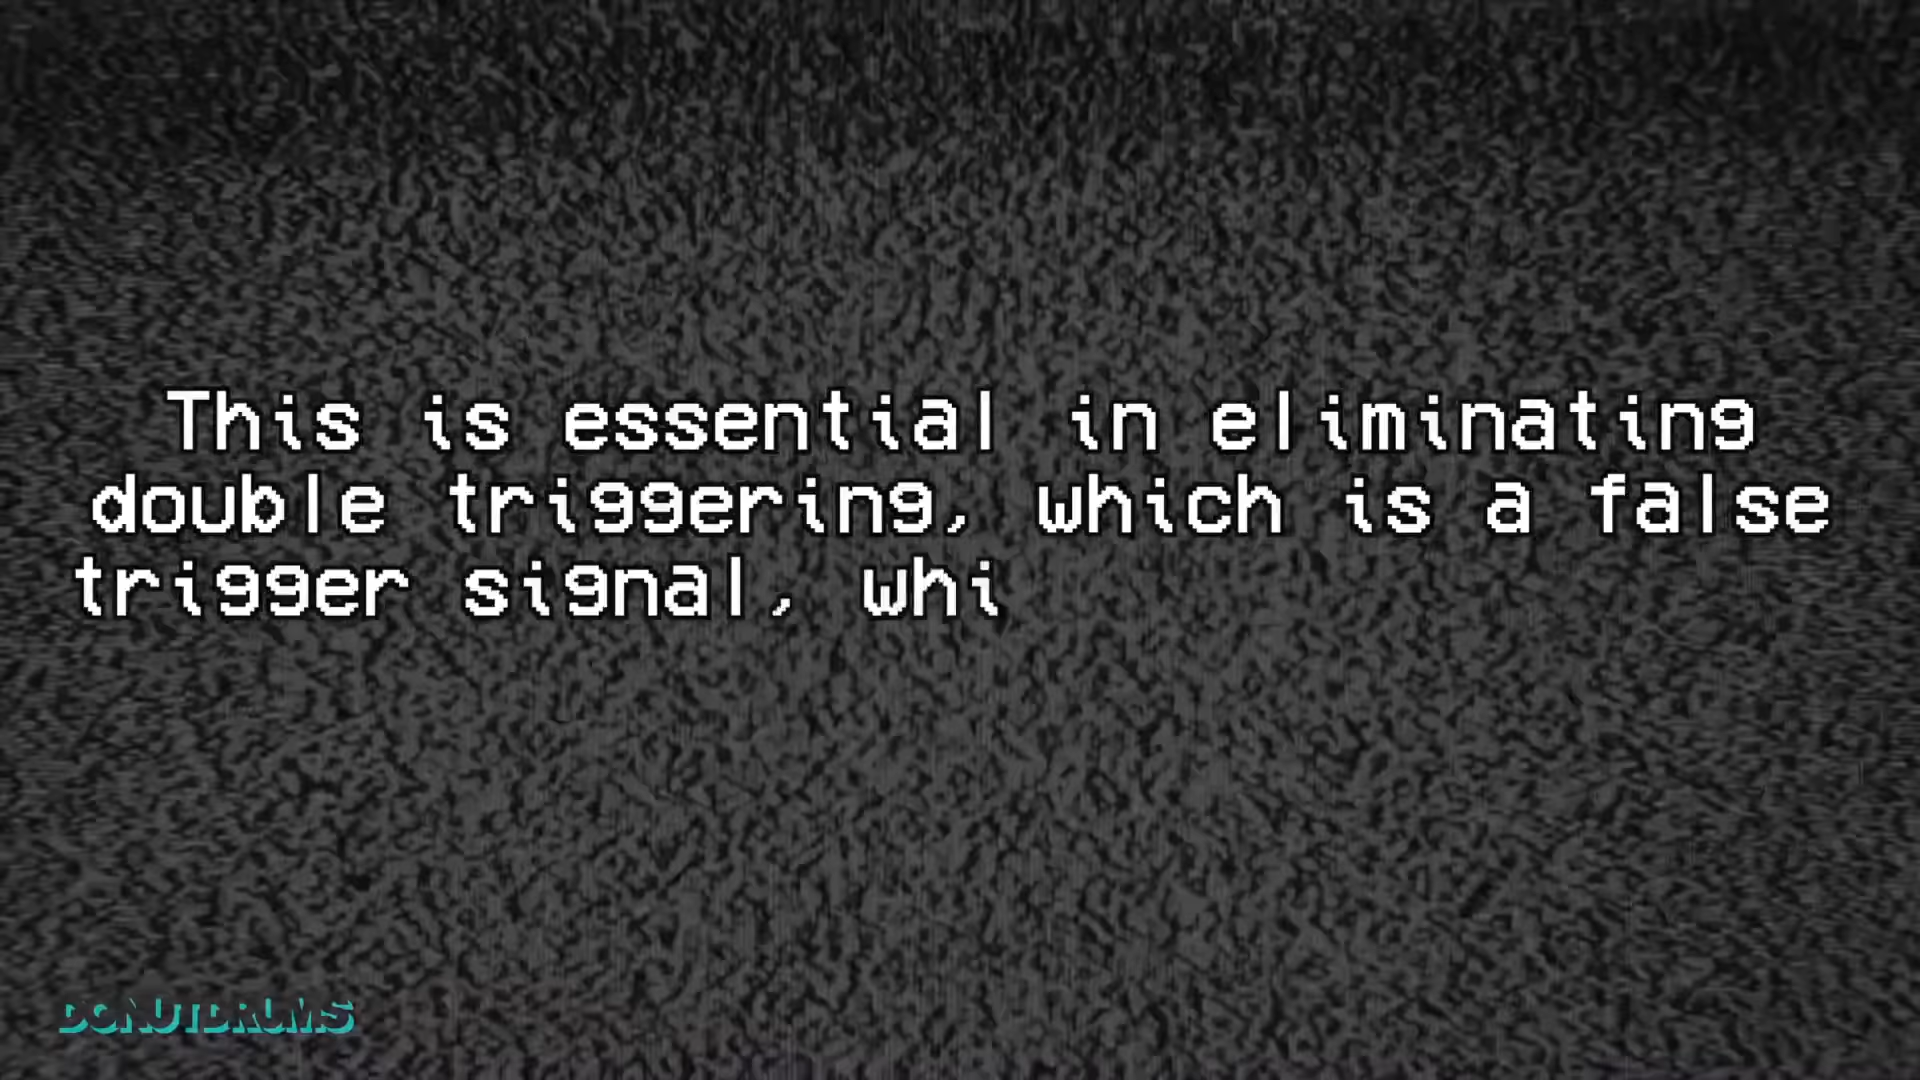 This is essential in eliminating
double triggering, which is a false
trigger signal, whi
DONUTDRUMS